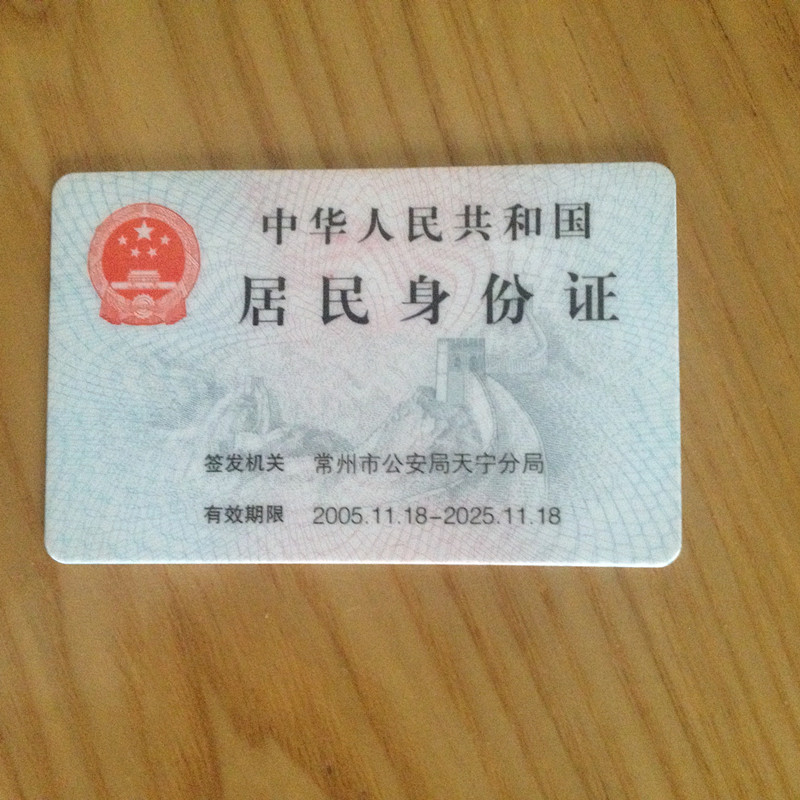 中华人民共和国
居民身份证
签发机关 常州市公安局天宁分局
有效期限 2005.11.18-2025.11.18